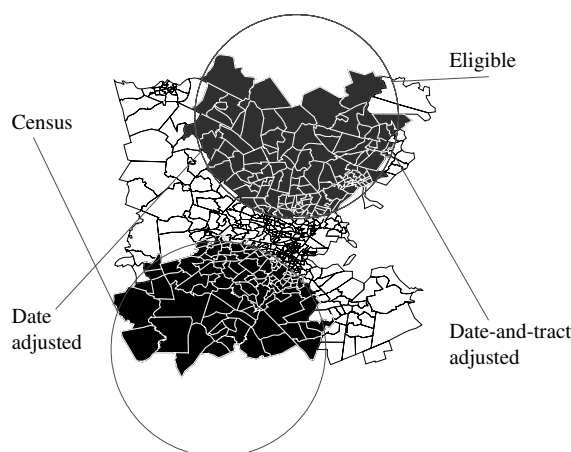 Eligible
Census
Date
adjusted
Date-and-tract
adjusted